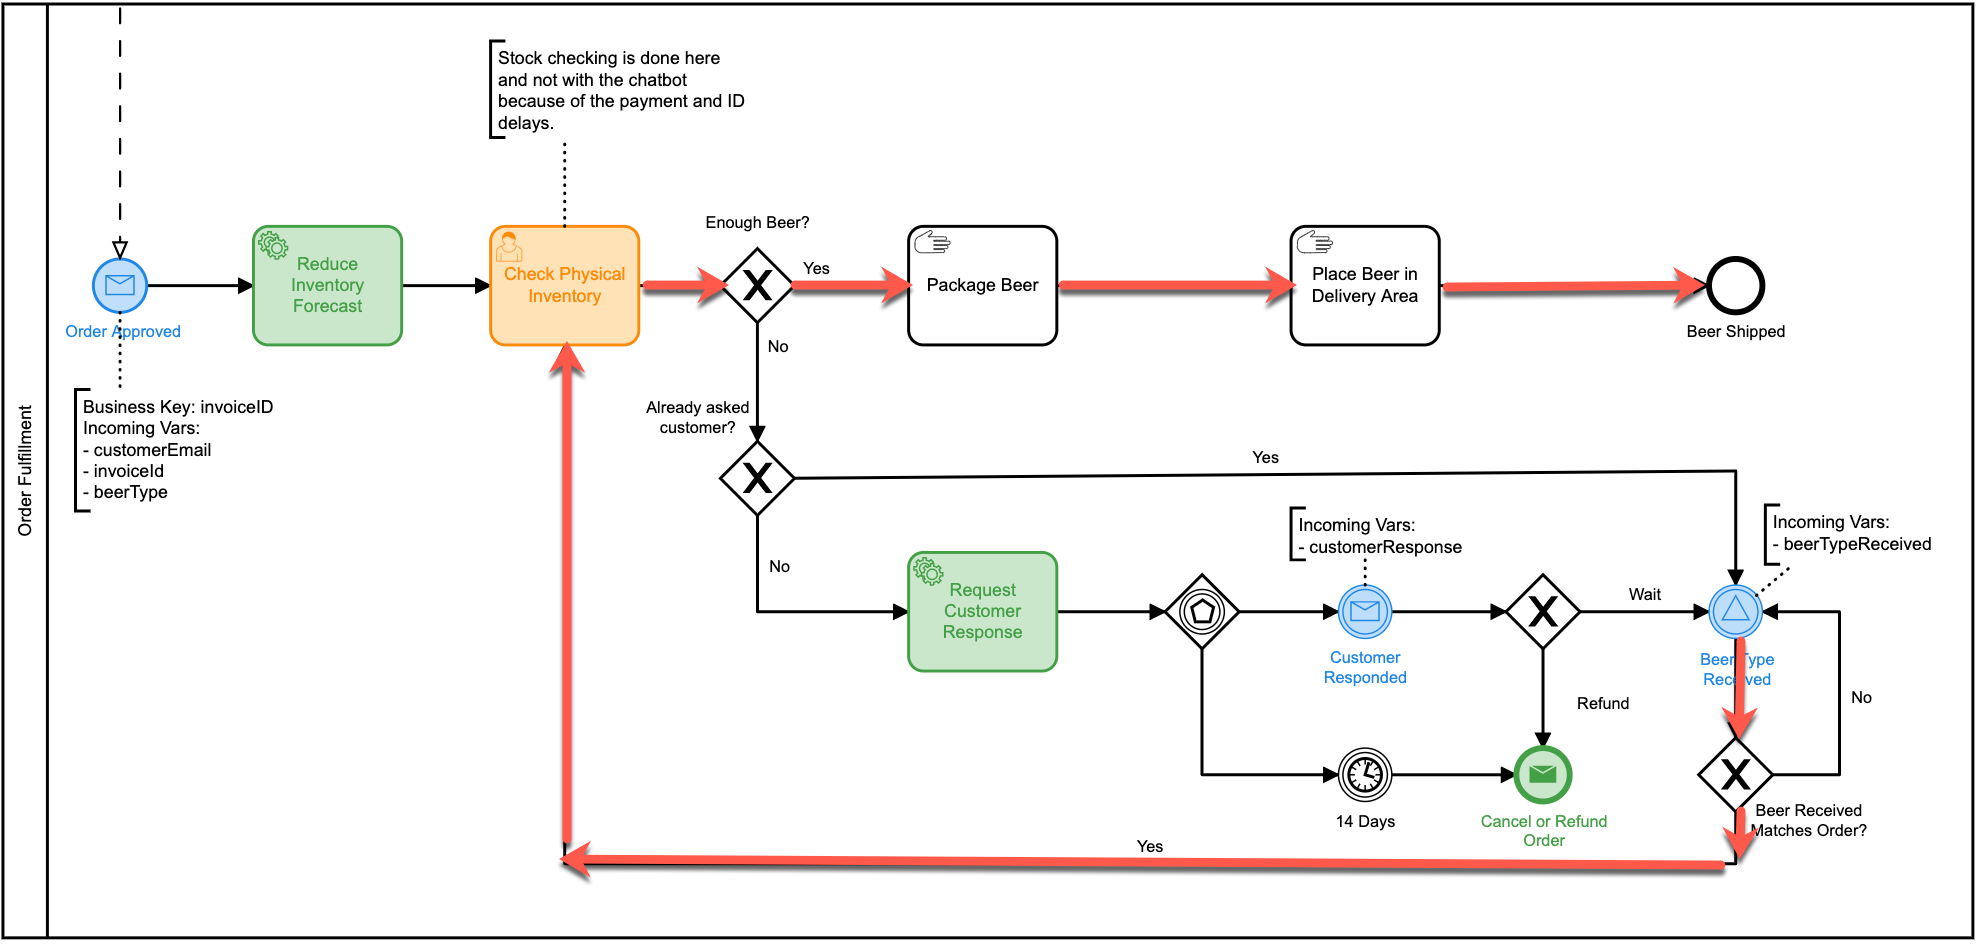 Order Fulfillment
Stock checking is done here
and not with the chatbot
because of the payment and ID
delays.
Order Approved
Reduce
Inventory
Forecast
Check Physical
Inventory
Enough Beer?
Yes
Package Beer
Place Beer in
Delivery Area
Beer Shipped
No
Business Key: invoiceID
Incoming Vars:
- customerEmail
- invoiceId
- beerType
Already asked
customer?
Yes
No
Request
Customer
Response
Incoming Vars:
- customerResponse
Incoming Vars:
- beerTypeReceived
Customer
Responded
Wait
Beer Type
Received
Refund
No
14 Days
Cancel or Refund
Order
Beer Received
Matches Order?
Yes